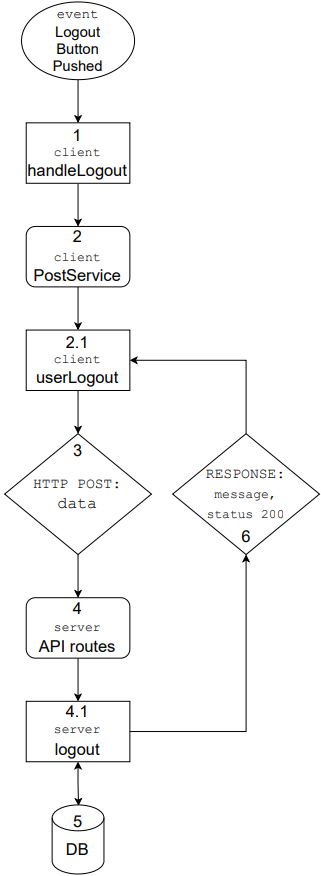 event
Logout
Button
Pushed
1
client
handleLogout
2
client
PostService
2.1
client
userLogout
3
HTTP POST:
data
RESPONSE:
message,
status 200
6
4
server
API routes
4.1
server
logout
5
DB